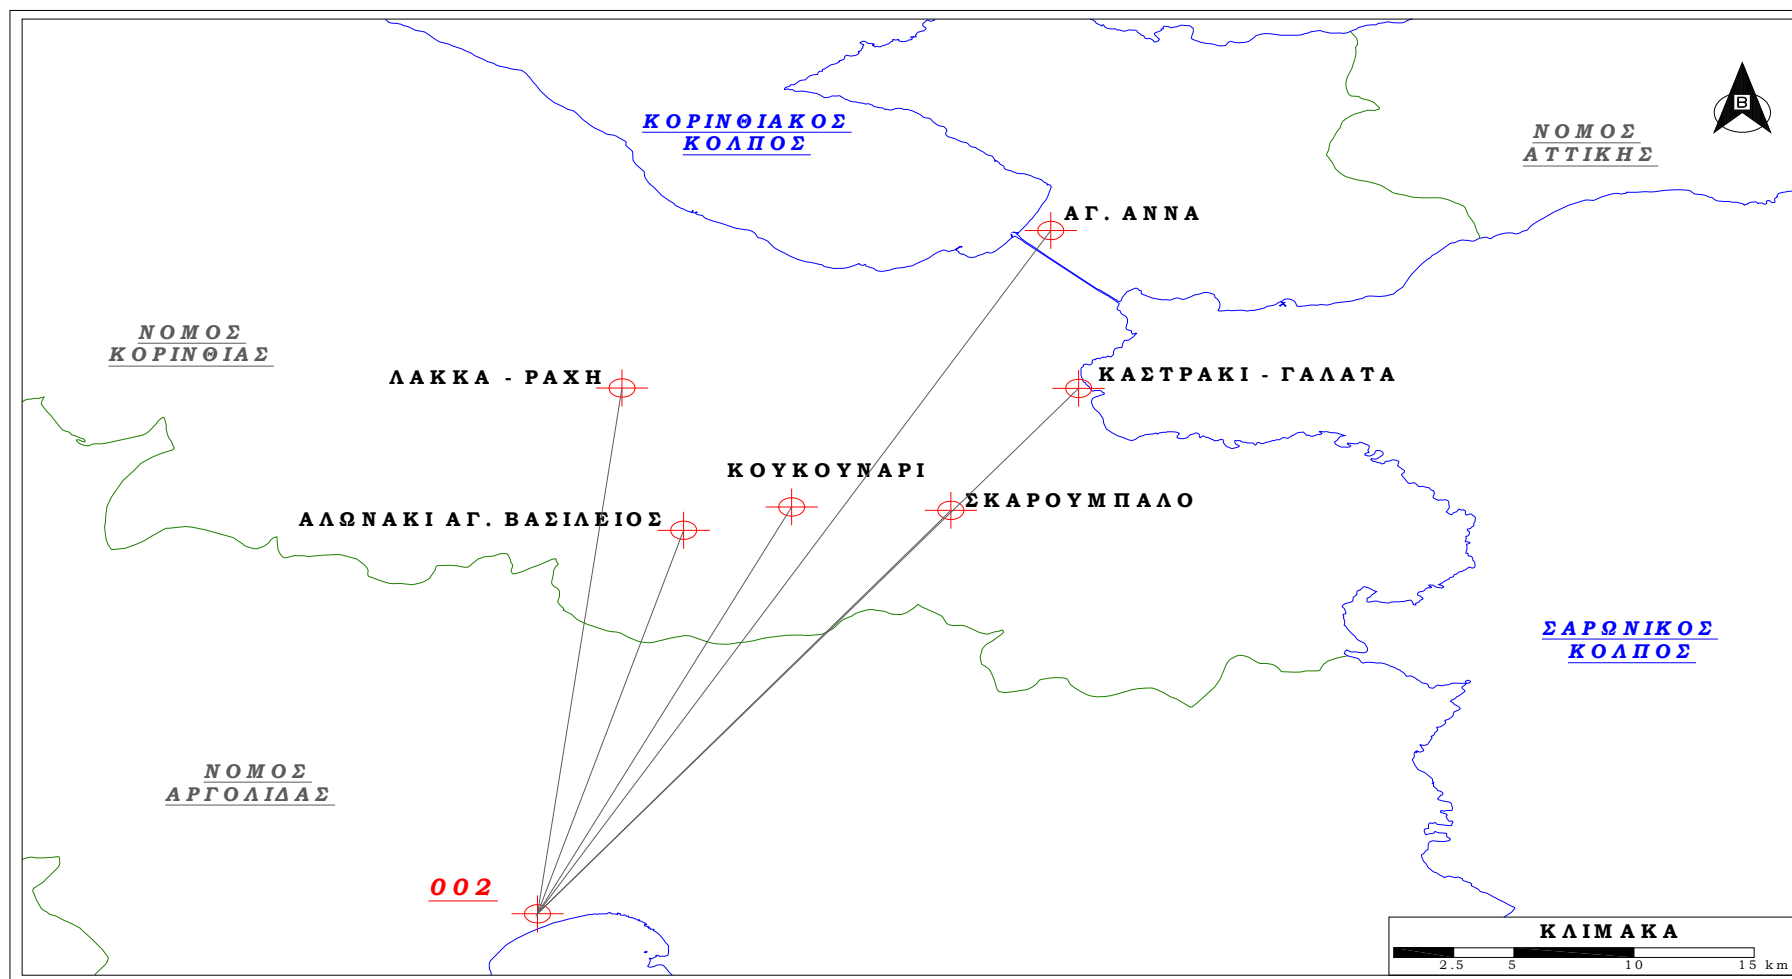 ΚΟΡΙΝΘΙΑΚΟΣ
ΚΟΛΠΟΣ
Β
ΝΟΜΟΣ
ΑΤΤΙΚΗΣ
ΑΓ. ΑΝΝΑ
ΝΟΜΟΣ
ΚΟΡΙΝΘΙΑΣ
ΛΑΚΚΑ - ΡΑΧΗ
ΚΑΣΤΡΑΚΙ - ΓΑΛΑΤΑ
ΚΟΥΚΟΥΝΑΡΙ
ΣΚΑΡΟΥΜΠΑΛΟ
ΑΛΩΝΑΚΙ ΑΓ. ΒΑΣΙΛΕΙΟΣ
ΣΑΡΩΝΙΚΟΣ
ΚΟΛΠΟΣ
ΝΟΜΟΣ
ΑΡΓΟΛΙΔΑΣ
002
ΚΛΙΜΑΚΑ
2.5 5 10 15 km